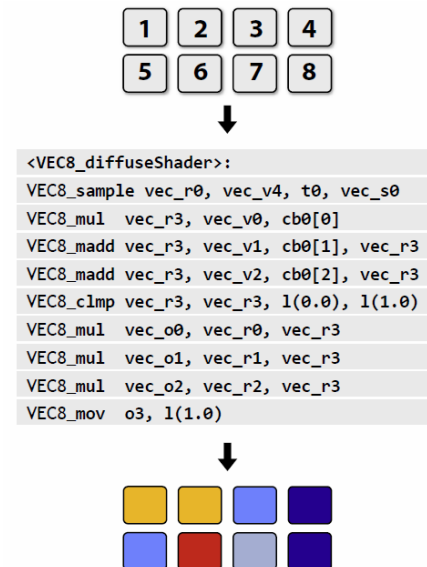 1 2 3 4
5 6 7 8
<VEC8_diffuseShader>:
VEC8_sample vec_r0, vec_v4, t0, vec_s0
VEC8_mul vec_r3, vec_v0, cb0[0]
VEC8_madd vec_r3, vec_v1, cb0[1], vec_r3
VEC8_madd vec_r3, vec_v2, cb0[2], vec_r3
VEC8_clmp vec_r3, vec_r3, l(0.0), l(1.0)
VEC8_mul vec_o0, vec_r0, vec_r3
VEC8_mul vec_o1, vec_r1, vec_r3
VEC8_mul vec_o2, vec_r2, vec_r3
VEC8_mov o3, l(1.0)